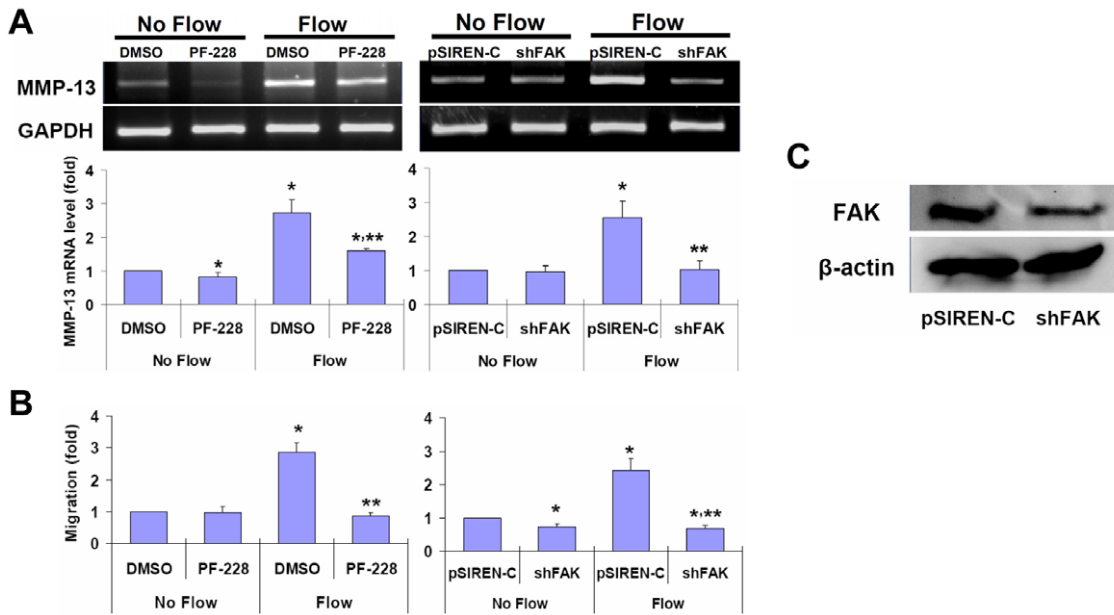 A
No Flow Flow No Flow Flow
DMSO PF-228 DMSO PF-228 pSIREN-C shFAK pSIREN-C shFAK
MMP-13
GAPDH
MMP-13 mRNA level (fold)
4
3
2
1
0
* * *,**
DMSO PF-228 DMSO PF-228
No Flow Flow
4
3
2
1
0
* **
pSIREN-C shFAK pSIREN-C shFAK
No Flow Flow
B
Migration (fold)
4
3
2
1
0
* **
DMSO PF-228 DMSO PF-228
No Flow Flow
4
3
2
1
0
* * *,**
pSIREN-C shFAK pSIREN-C shFAK
No Flow Flow
C
FAK
β-actin
pSIREN-C shFAK